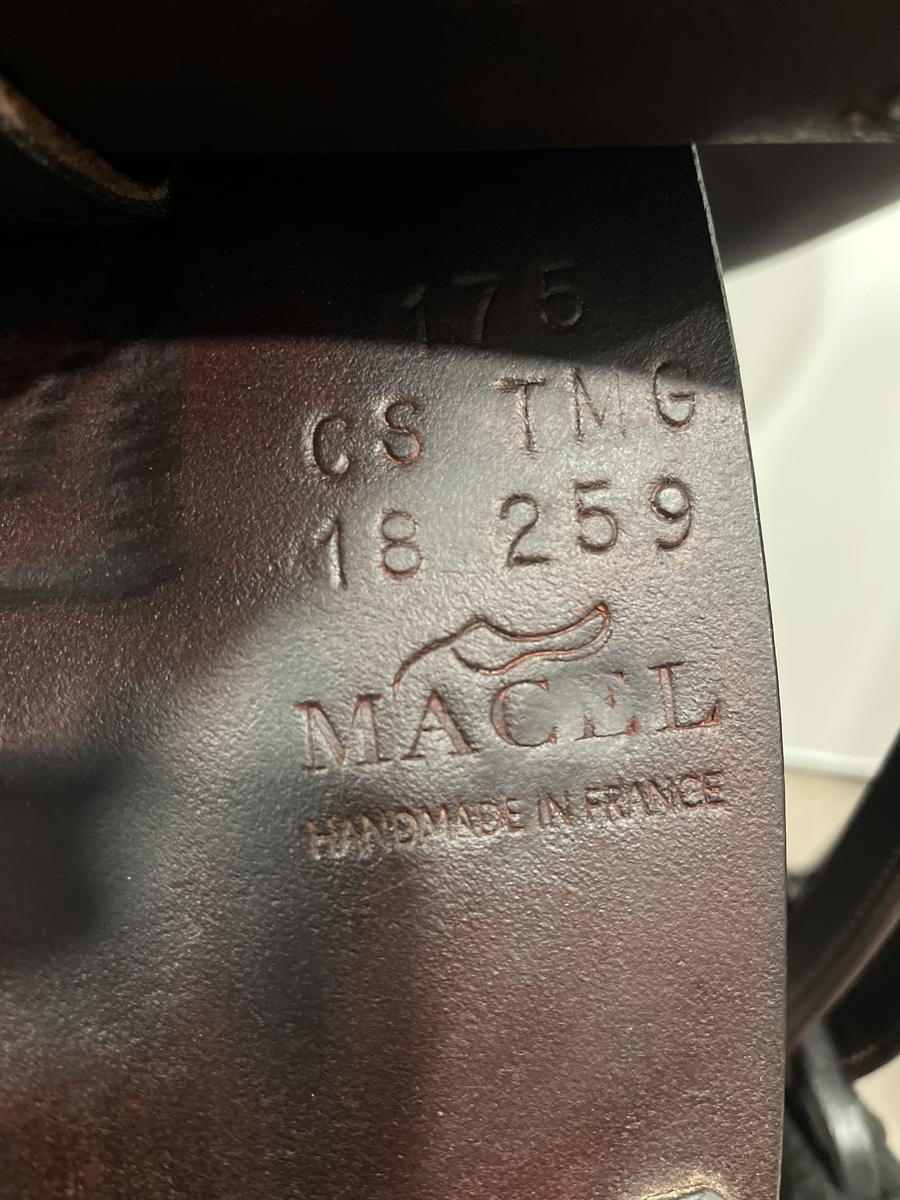 175
CS TMG
18 259
MACEL
HANDMADE IN FRANCE